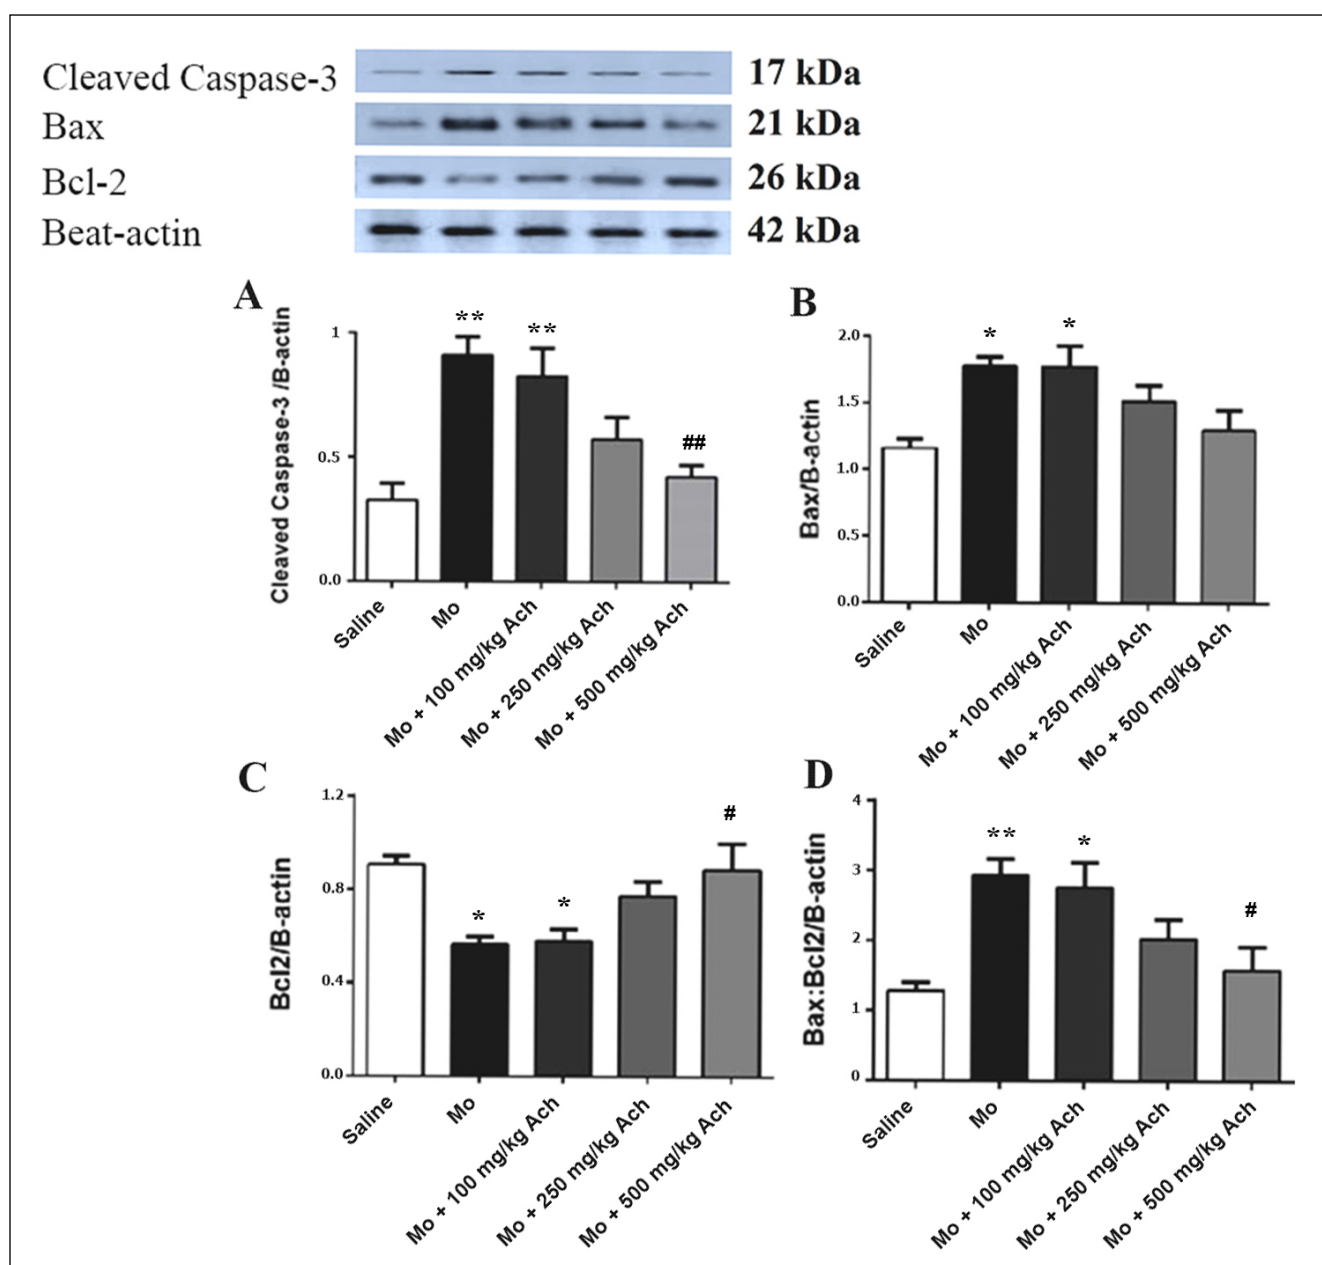 Cleaved Caspase-3 17 kDa
Bax 21 kDa
Bcl-2 26 kDa
Beat-actin 42 kDa
A
Cleaved Caspase-3 /B-actin
1
0.5
0.0
** ** ##
Saline Mo Mo + 100 mg/kg Ach Mo + 250 mg/kg Ach Mo + 500 mg/kg Ach
B
Bax/B-actin
2.0
1.5
1.0
0.5
0.0
* *
Saline Mo Mo + 100 mg/kg Ach Mo + 250 mg/kg Ach Mo + 500 mg/kg Ach
C
Bcl2/B-actin
1.2
0.8
0.4
0.0
* * #
Saline Mo Mo + 100 mg/kg Ach Mo + 250 mg/kg Ach Mo + 500 mg/kg Ach
D
Bax:Bcl2/B-actin
4
3
2
1
0
** * #
Saline Mo Mo + 100 mg/kg Ach Mo + 250 mg/kg Ach Mo + 500 mg/kg Ach